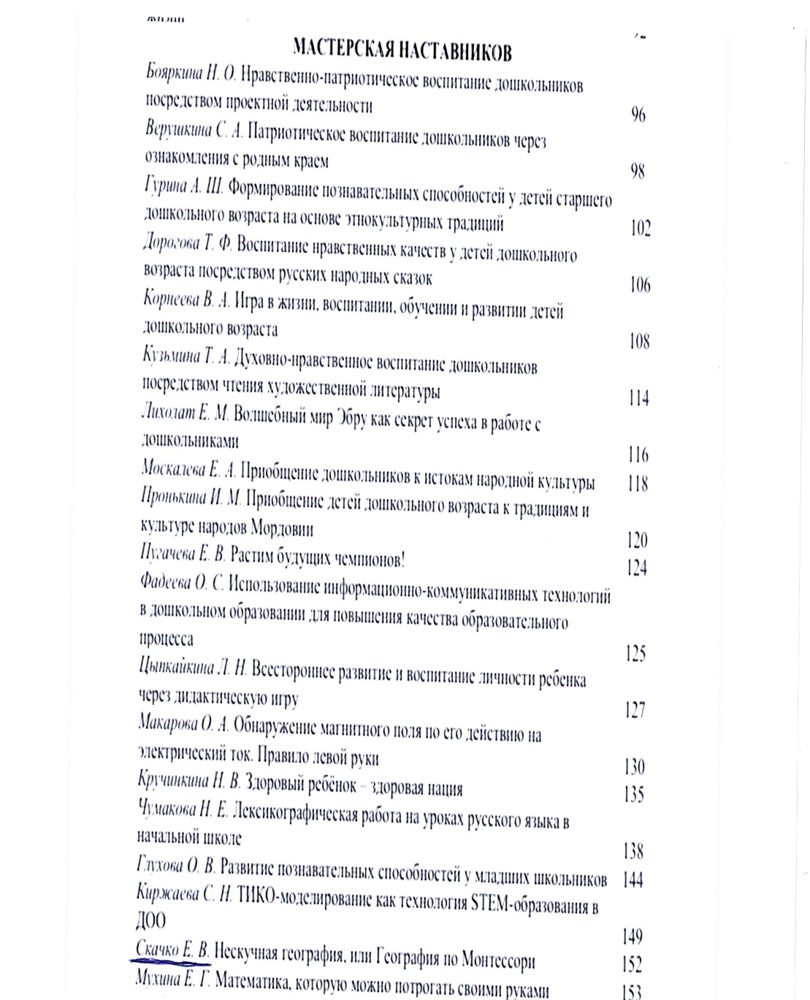 МАСТЕРСКАЯ НАСТАВНИКОВ
Бояркина Н. О. Нравственно-патриотическое воспитание дошкольников
посредством проектной деятельности 96
Верушкина С. А. Патриотическое воспитание дошкольников через
ознакомления с родным краем 98
Гурина А. Ш. Формирование познавательных способностей у детей старшего
дошкольного возраста на основе этнокультурных традиций 102
Дорогова Т. Ф. Воспитание нравственных качеств у детей дошкольного
возраста посредством русских народных сказок 106
Корнеева В. А. Игра в жизни, воспитании, обучении и развитии детей
дошкольного возраста 108
Кузьмина Т. А. Духовно-нравственное воспитание дошкольников
посредством чтения художественной литературы 114
Лихолат Е. М. Волшебный мир Эбру как секрет успеха в работе с
дошкольниками 116
Москалева Е. А. Приобщение дошкольников к истокам народной культуры 118
Пронькина И. М. Приобщение детей дошкольного возраста к традициям и
культуре народов Мордовии 120
Пугачева Е. В. Растим будущих чемпионов! 124
Фадеева О. С. Использование информационно-коммуникативных технологий
в дошкольном образовании для повышения качества образовательного
процесса 125
Цыпкайкина Л. Н. Всестороннее развитие и воспитание личности ребенка
через дидактическую игру 127
Макарова О. А. Обнаружение магнитного поля по его действию на
электрический ток. Правило левой руки 130
Кручинкина Н. В. Здоровый ребёнок – здоровая нация 135
Чумакова Н. Е. Лексикографическая работа на уроках русского языка в
начальной школе 138
Глухова О. В. Развитие познавательных способностей у младших школьников 144
Киржаева С. Н. ТИКО-моделирование как технология STEM-образования в
ДОО 149
Скачко Е. В. Нескучная география, или География по Монтессори 152
Мухина Е. Г. Математика, которую можно потрогать своими руками 153